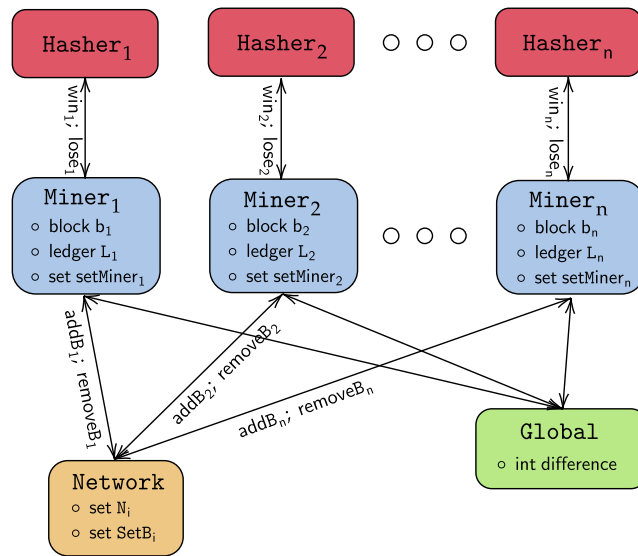 Hasher₁
Hasher₂
Hasherₙ
win₁; lose₁
win₂; lose₂
winₙ; loseₙ
Miner₁
○ block b₁
○ ledger L₁
○ set setMiner₁
Miner₂
○ block b₂
○ ledger L₂
○ set setMiner₂
Minerₙ
○ block bₙ
○ ledger Lₙ
○ set setMinerₙ
addB₁; removeB₁
addB₂; removeB₂
addBₙ; removeBₙ
Global
○ int difference
Network
○ set Nᵢ
○ set SetBᵢ